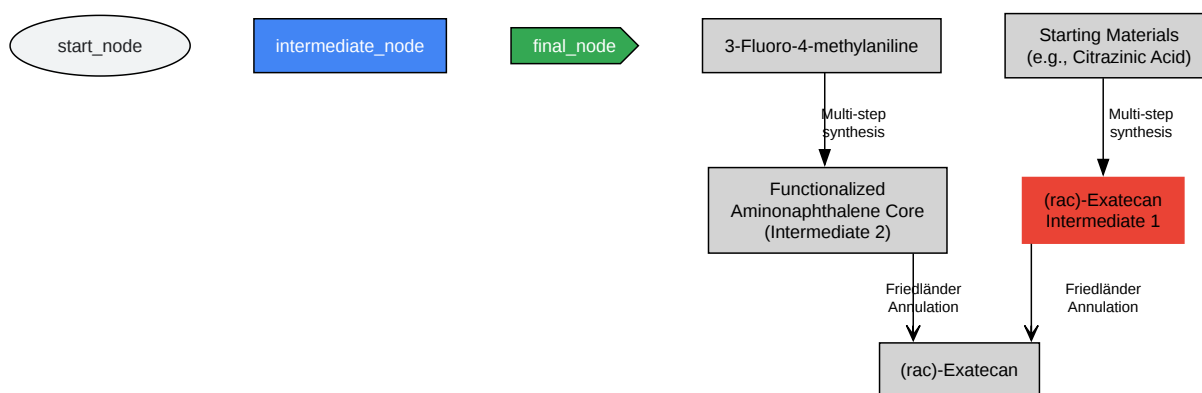 start_node
intermediate_node
final_node
3-Fluoro-4-methylaniline
Starting Materials
(e.g., Citrazinic Acid)
Multi-step
synthesis
Multi-step
synthesis
Functionalized
Aminonaphthalene Core
(Intermediate 2)
(rac)-Exatecan
Intermediate 1
Friedländer
Annulation
Friedländer
Annulation
(rac)-Exatecan